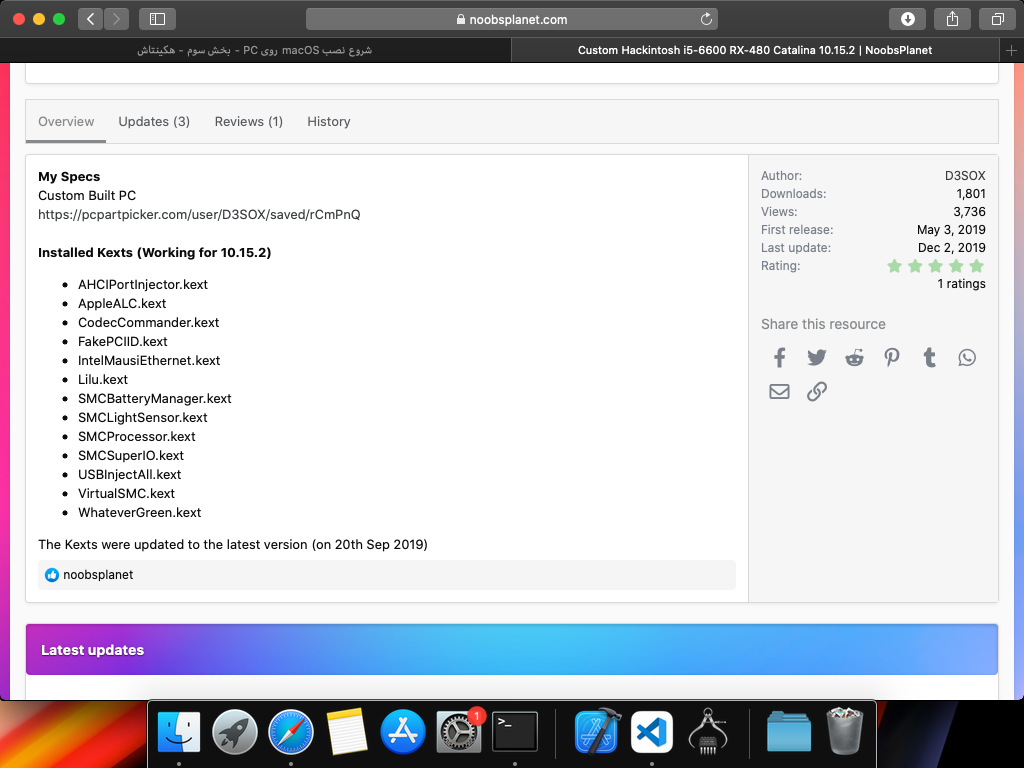 noobsplanet.com
شروع نصب macOS روی PC - بخش سوم - هکینتاش
Custom Hackintosh i5-6600 RX-480 Catalina 10.15.2 | NoobsPlanet
Overview
Updates (3)
Reviews (1)
History
My Specs
Custom Built PC
https://pcpartpicker.com/user/D3SOX/saved/rCmPnQ
Installed Kexts (Working for 10.15.2)
AHCIPortInjector.kext
AppleALC.kext
CodecCommander.kext
FakePCIID.kext
IntelMausiEthernet.kext
Lilu.kext
SMCBatteryManager.kext
SMCLightSensor.kext
SMCProcessor.kext
SMCSuperIO.kext
USBInjectAll.kext
VirtualSMC.kext
WhateverGreen.kext
The Kexts were updated to the latest version (on 20th Sep 2019)
noobsplanet
Author: D3SOX
Downloads: 1,801
Views: 3,736
First release: May 3, 2019
Last update: Dec 2, 2019
Rating:
1 ratings
Share this resource
Latest updates
1
>_